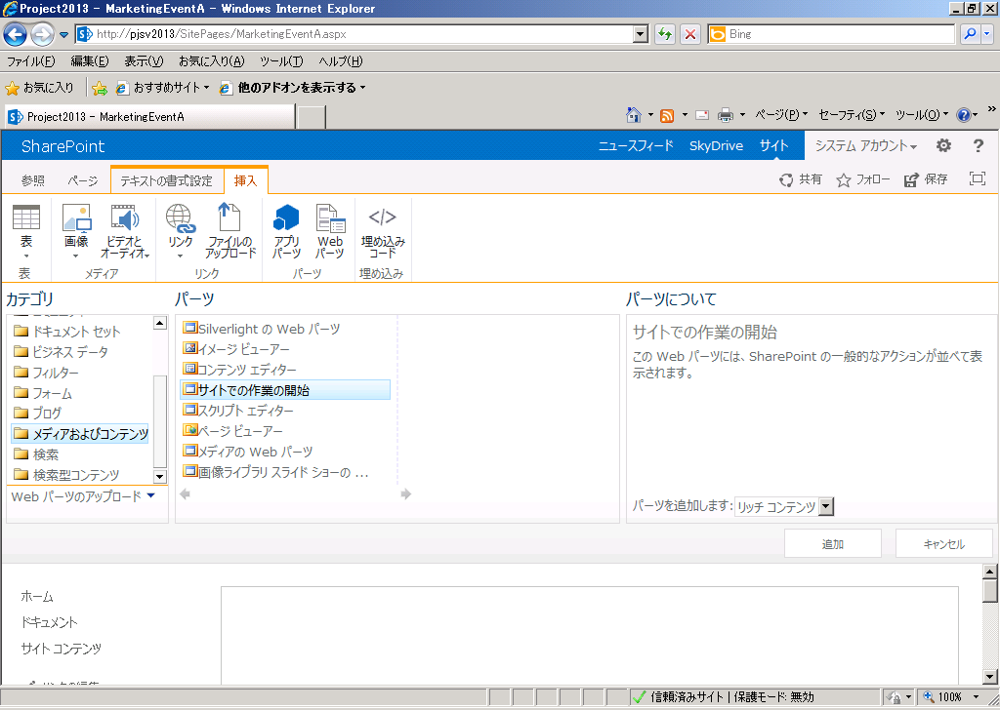 Project2013 - MarketingEventA - Windows Internet Explorer
http://pjsv2013/SitePages/MarketingEventA.aspx
Bing
ファイル(F) 編集(E) 表示(V) お気に入り(A) ツール(T) ヘルプ(H)
お気に入り おすすめサイト 他のアドオンを表示する
Project2013 - MarketingEventA
ページ(P) セーフティ(S) ツール(O)
SharePoint
ニュースフィード SkyDrive サイト システム アカウント
参照 ページ テキストの書式設定 挿入
共有 フォロー 保存
表 画像 ビデオと オーディオ リンク ファイルの アップロード アプリ パーツ Web パーツ 埋め込み コード
表 メディア リンク パーツ 埋め込み
カテゴリ
ドキュメント セット
ビジネス データ
フィルター
フォーム
ブログ
メディアおよびコンテンツ
検索
検索型コンテンツ
Web パーツのアップロード
パーツ
Silverlight の Web パーツ
イメージ ビューアー
コンテンツ エディター
サイトでの作業の開始
スクリプト エディター
ページ ビューアー
メディアの Web パーツ
画像ライブラリ スライド ショーの ...
パーツについて
サイトでの作業の開始
この Web パーツには、SharePoint の一般的なアクションが並べて表
示されます。
パーツを追加します: リッチ コンテンツ
追加 キャンセル
ホーム
ドキュメント
サイト コンテンツ
信頼済みサイト | 保護モード: 無効
100%